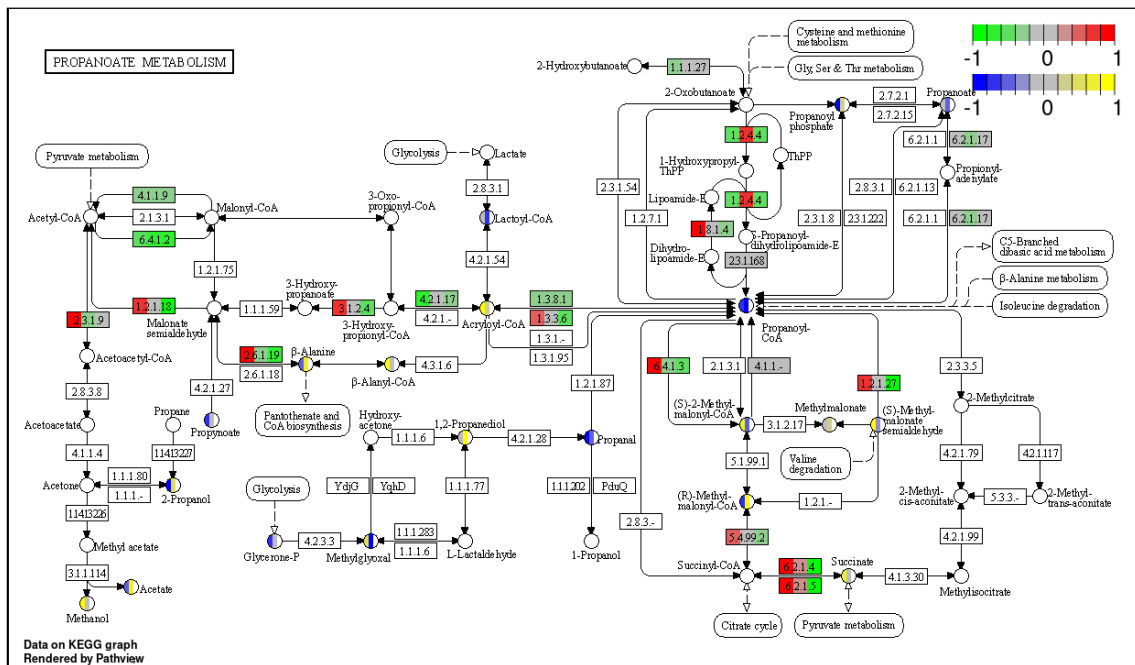 PROPANOATE METABOLISM
Cysteine and methionine
metabolism
-1 0 1
-1 0 1
2-Hydroxybutanoate
1.1.1.27
Gly, Ser & Thr metabolism
2-Oxobutanoate
Propanoyl
phosphate
2.7.2.1
2.7.2.15
Propanoate
Pyruvate metabolism
Glycolysis
Lactate
1.2.4.4
ThPP
6.2.1.1
6.2.1.17
4.1.1.9
3-Oxo-
propionyl-CoA
2.8.3.1
1-Hydroxypropyl-
ThPP
Propionyl-
adenylate
Acetyl-CoA
2.1.3.1
Malonyl-CoA
Lactoyl-CoA
2.3.1.54
Lipoamide-E
1.2.4.4
2.8.3.1
6.2.1.13
6.4.1.2
1.2.7.1
2.3.1.8
2.3.1.222
6.2.1.1
6.2.1.17
1.8.1.4
S-Propanoyl-
dihydrolipoamide-E
4.2.1.54
Dihydro-
lipoamide-E
2.3.1.168
C5-Branched
dibasic acid metabolism
1.2.1.75
β-Alanine metabolism
3-Hydroxy-
propanoate
Isoleucine degradation
1.2.1.18
1.1.1.59
3.1.2.4
4.2.1.17
1.3.8.1
2.3.1.9
Malonate
semialdehyde
3-Hydroxy-
propionyl-CoA
4.2.1.-
Acryloyl-CoA
1.3.3.6
Propanoyl-CoA
1.3.1.-
1.3.1.95
Acetoacetyl-CoA
2.6.1.19
β-Alanine
4.3.1.6
6.4.1.3
2.1.3.1
4.1.1.-
2.3.3.5
2.6.1.18
β-Alanyl-CoA
1.2.1.87
1.2.1.27
2.8.3.8
4.2.1.27
Acetoacetate
Propane
Propynoate
Pantothenate and
CoA biosynthesis
Hydroxy-
acetone
1,2-Propanediol
(S)-2-Methyl-
malonyl-CoA
Methylmalonate
(S)-Methyl-
malonate
semialdehyde
2-Methylcitrate
3.1.2.17
4.1.1.4
1.14.13.227
1.1.1.6
4.2.1.28
Propanal
Valine
degradation
4.2.1.79
4.2.1.117
5.1.99.1
Acetone
1.1.1.80
1.1.1.-
2-Propanol
Glycolysis
YdjG
YqhD
1.1.1.77
1.1.1.202
PduQ
(R)-Methyl-
malonyl-CoA
1.2.1.-
2-Methyl-
cis-aconitate
5.3.3.-
2-Methyl-
trans-aconitate
1.14.13.226
2.8.3.-
4.2.3.3
1.1.1.283
1.1.1.6
5.4.99.2
4.2.1.99
Methyl acetate
Glycerone-P
Methylglyoxal
L-Lactaldehyde
1-Propanol
3.1.1.114
Succinyl-CoA
6.2.1.4
6.2.1.5
Succinate
4.1.3.30
Acetate
Methylisocitrate
Methanol
Citrate cycle
Pyruvate metabolism
Data on KEGG graph
Rendered by Pathview